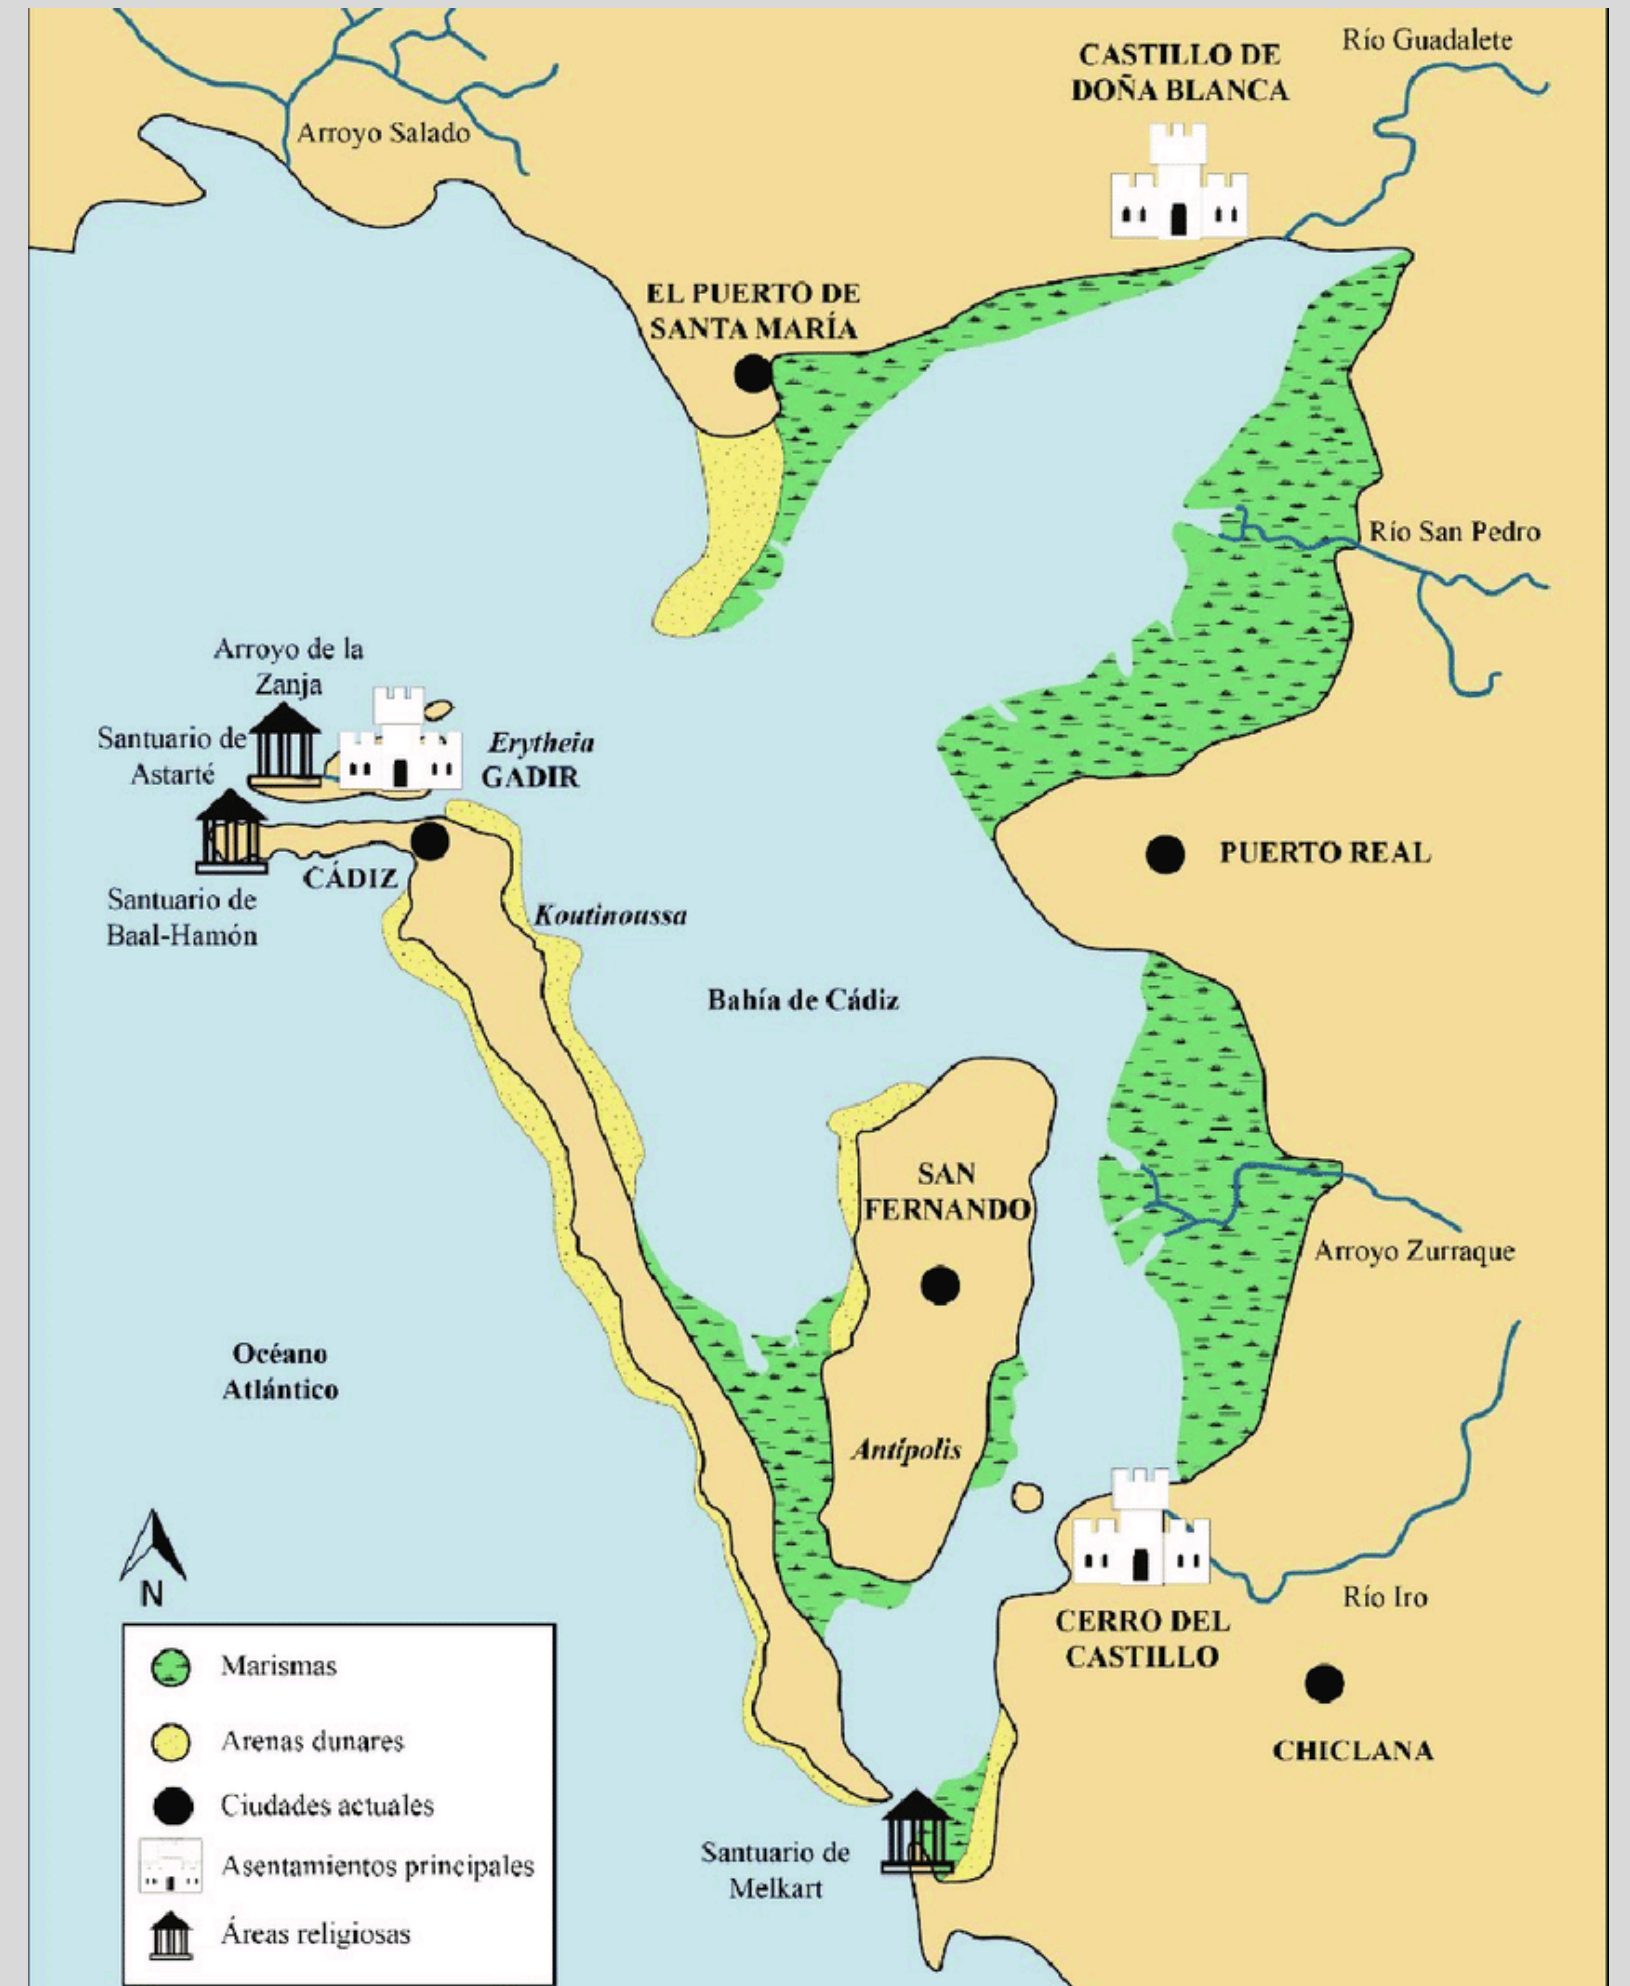 Río Guadalete
CASTILLO DE
DOÑA BLANCA
Arroyo Salado
EL PUERTO DE
SANTA MARÍA
Río San Pedro
Arroyo de la
Zanja
Santuario de
Astarté
Erytheia
GADIR
CÁDIZ
Santuario de
Baal-Hamón
Koutinoussa
PUERTO REAL
Bahía de Cádiz
SAN
FERNANDO
Arroyo Zurraque
Océano
Atlántico
Antípolis
N
Río Iro
CERRO DEL
CASTILLO
CHICLANA
Santuario de
Melkart
Marismas
Arenas dunares
Ciudades actuales
Asentamientos principales
Áreas religiosas